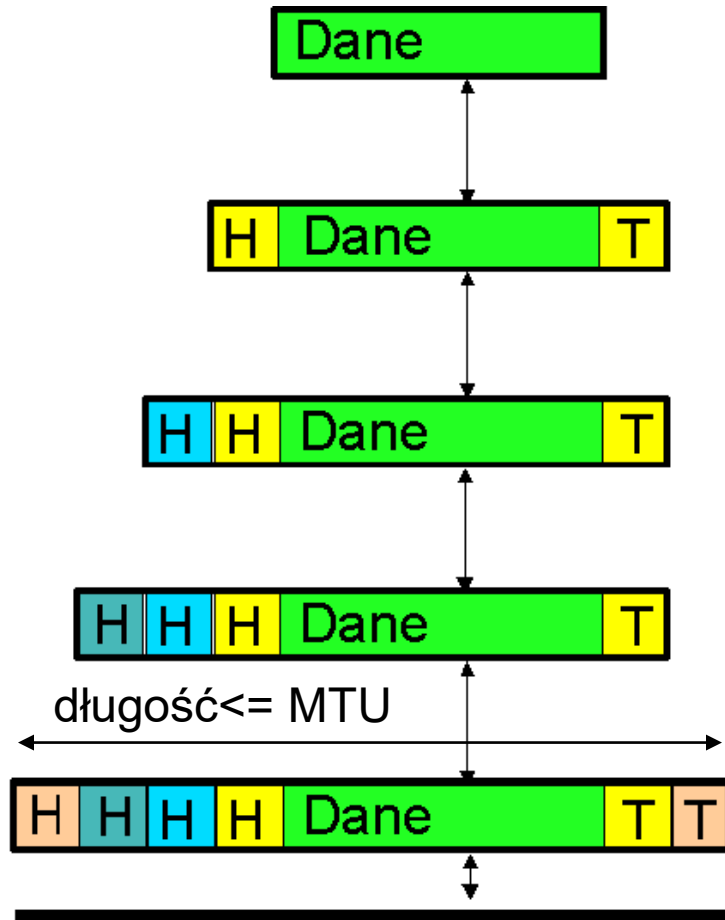 Dane
H Dane T
H H Dane T
H H H Dane T
długość<= MTU
H H H H Dane T T